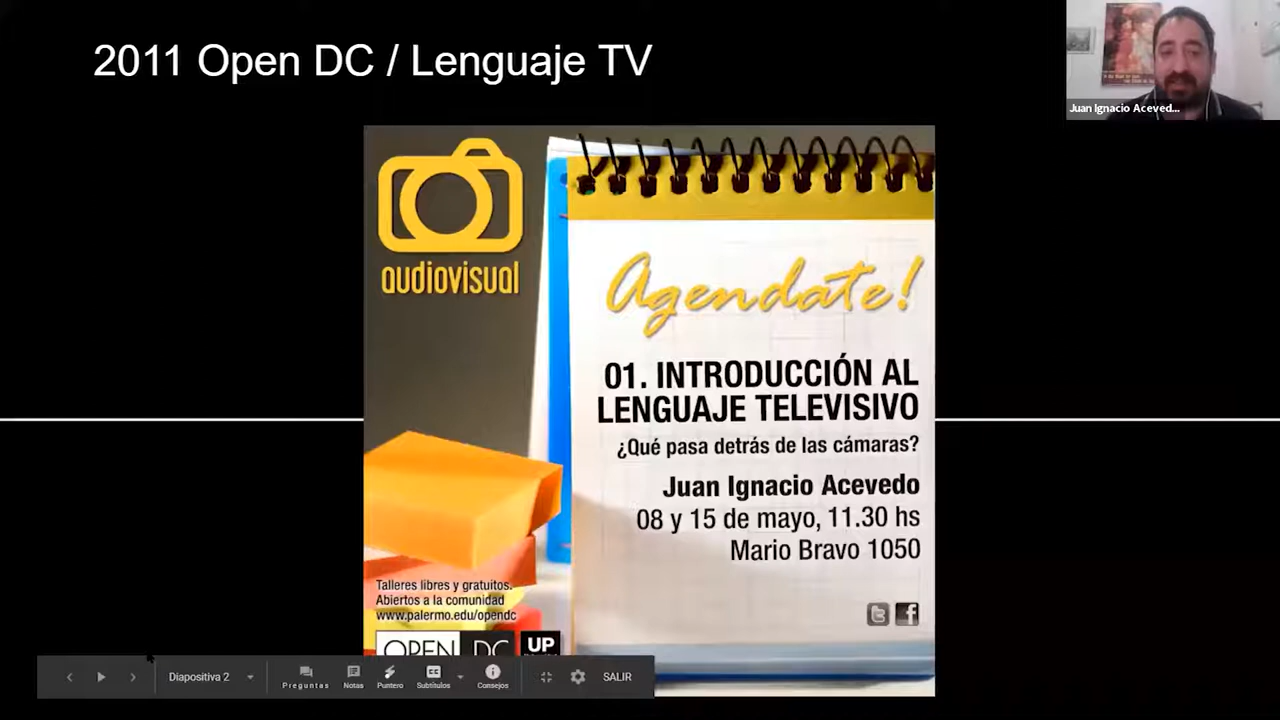 2011 Open DC / Lenguaje TV
Juan Ignacio Aceved...
audiovisual
Agendate!
01. INTRODUCCIÓN AL
LENGUAJE TELEVISIVO
¿Qué pasa detrás de las cámaras?
Juan Ignacio Acevedo
08 y 15 de mayo, 11.30 hs
Mario Bravo 1050
Talleres libres y gratuitos.
Abiertos a la comunidad
www.palermo.edu/opendc
OPEN DC UP
Diapositiva 2
Preguntas
Notas
Puntero
Subtítulos
Consejos
SALIR